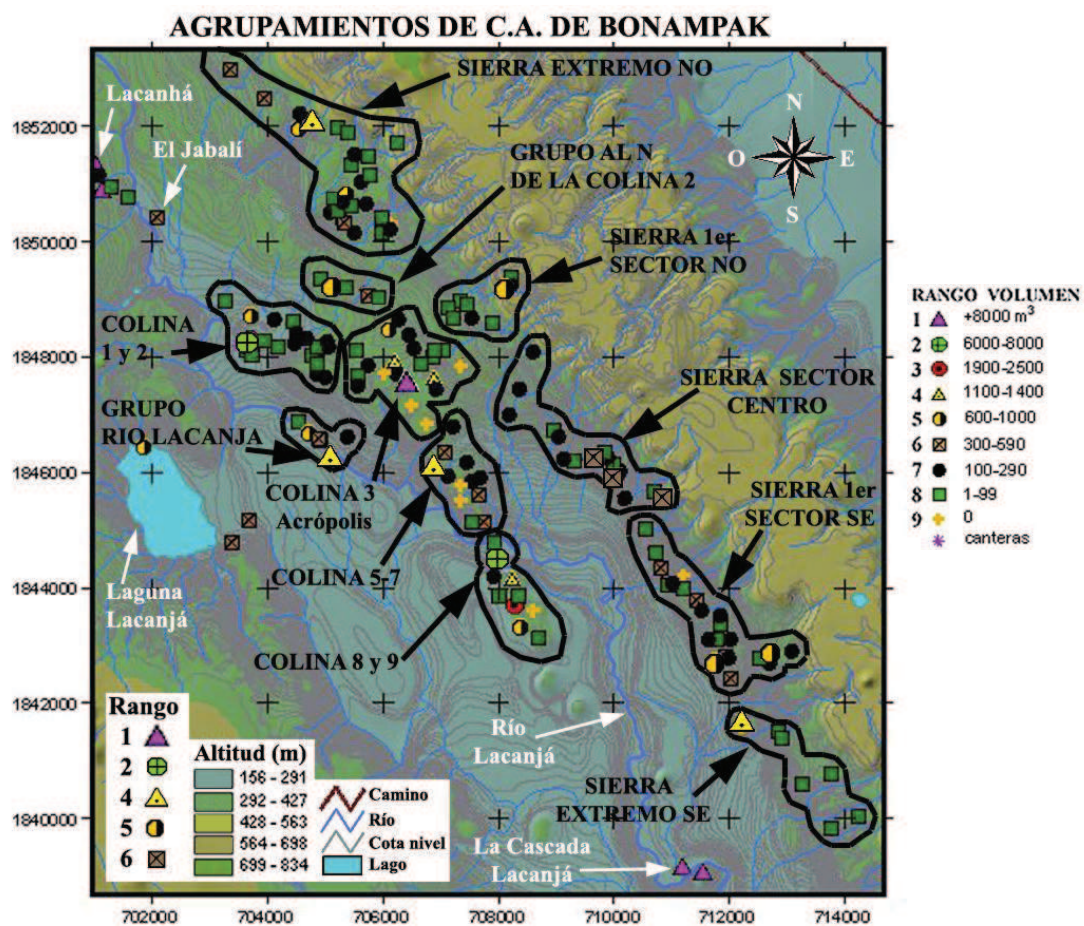 AGRUPAMIENTOS DE C.A. DE BONAMPAK
SIERRA EXTREMO NO
Lacanhá
1852000
El Jabalí
GRUPO AL N
DE LA COLINA 2
N
O
E
S
1850000
SIERRA 1er
SECTOR NO
COLINA
1 y 2
1848000
GRUPO
RIO LACANJA
SIERRA SECTOR
CENTRO
1846000
COLINA 3
Acrópolis
SIERRA 1er
SECTOR SE
COLINA 5-7
1844000
Laguna
Lacanjá
COLINA 8 y 9
1842000
Río
Lacanjá
SIERRA
EXTREMO SE
1840000
La Cascada
Lacanjá
Rango
1
2
4
5
6
Altitud (m)
156 - 291
292 - 427
428 - 563
564 - 698
699 - 834
Camino
Río
Cota nivel
Lago
702000
704000
706000
708000
710000
712000
714000
RANGO VOLUMEN
1 +8000 m³
2 6000-8000
3 1900-2500
4 1100-1400
5 600-1000
6 300-590
7 100-290
8 1-99
9 0
canteras